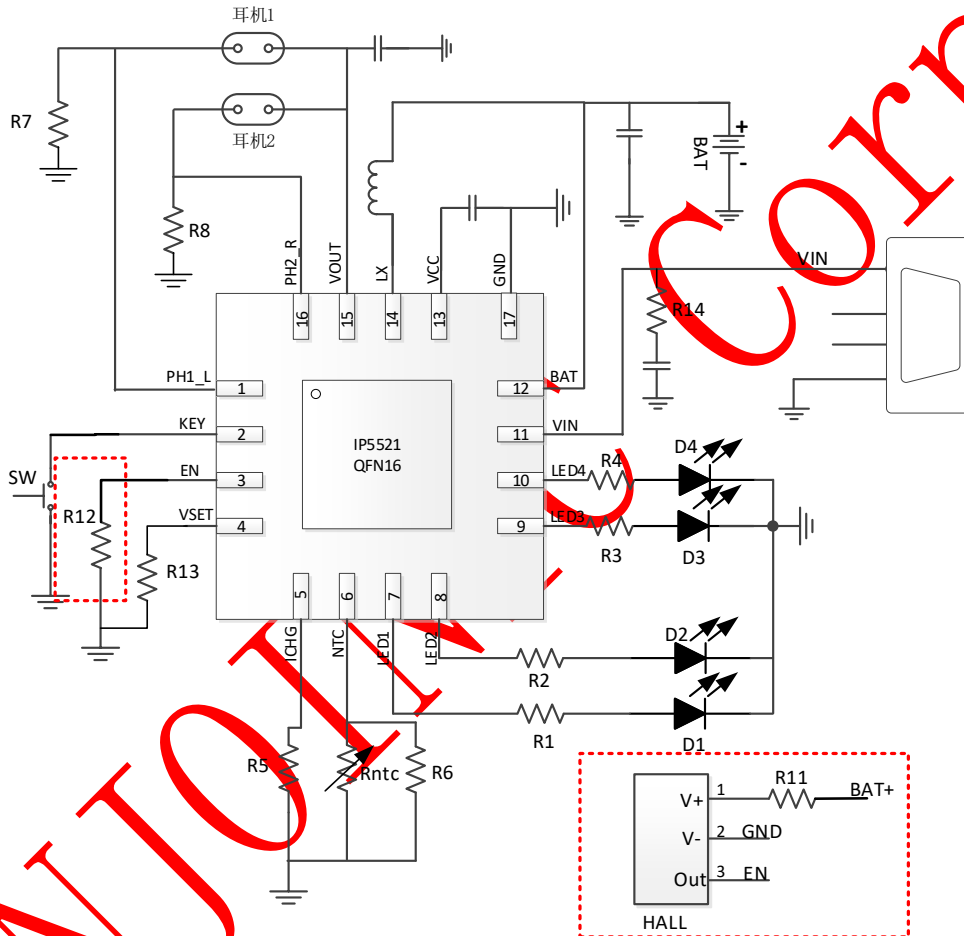 耳机1
R7
耳机2
+
BAT
-
R8
PH2_R
VOUT
LX
VCC
GND
VIN
R14
16
15
14
13
17
PH1_L
1
12
BAT
KEY
2
11
VIN
IP5521
QFN16
SW
EN
3
10
LED4
R4
D4
R12
VSET
4
9
LED3
R3
D3
R13
5
6
7
8
ICHG
NTC
LED1
LED2
D2
R2
R1
D1
R5
Rntc
R6
V+
1
R11
BAT+
V-
2
GND
Out
3
EN
HALL
INJOINIC Corp